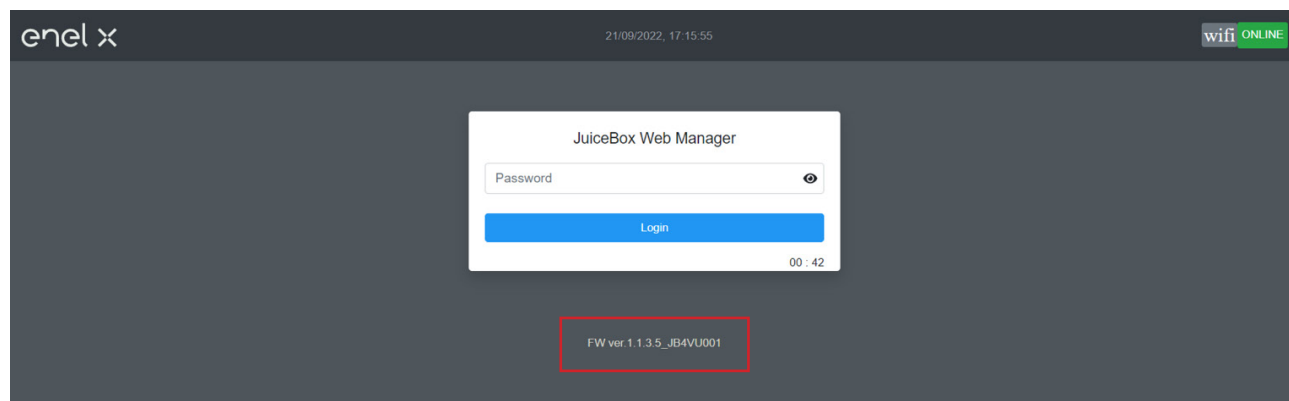 enel x
21/09/2022, 17:15:55
wifi ONLINE
JuiceBox Web Manager
Password
Login
00 : 42
FW ver.1.1.3.5_JB4VU001